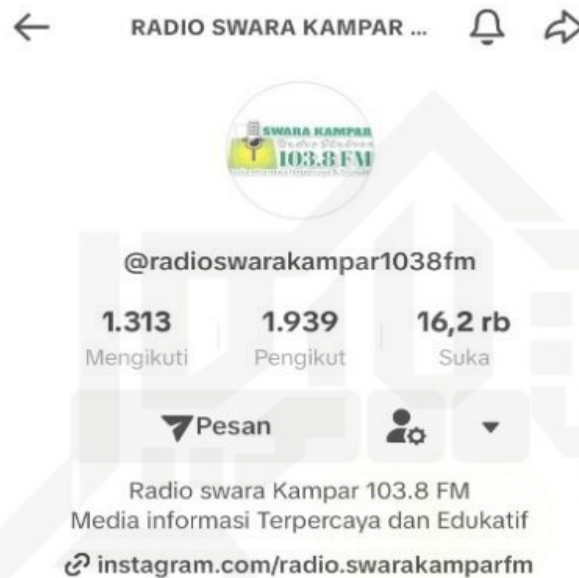 RADIO SWARA KAMPAR ...
SWARA KAMPAR
103.8 FM
@radioswarakampar1038fm
1.313 1.939 16,2 rb
Mengikuti Pengikut Suka
Pesan
Radio swara Kampar 103.8 FM
Media informasi Terpercaya dan Edukatif
instagram.com/radio.swarakamparfm